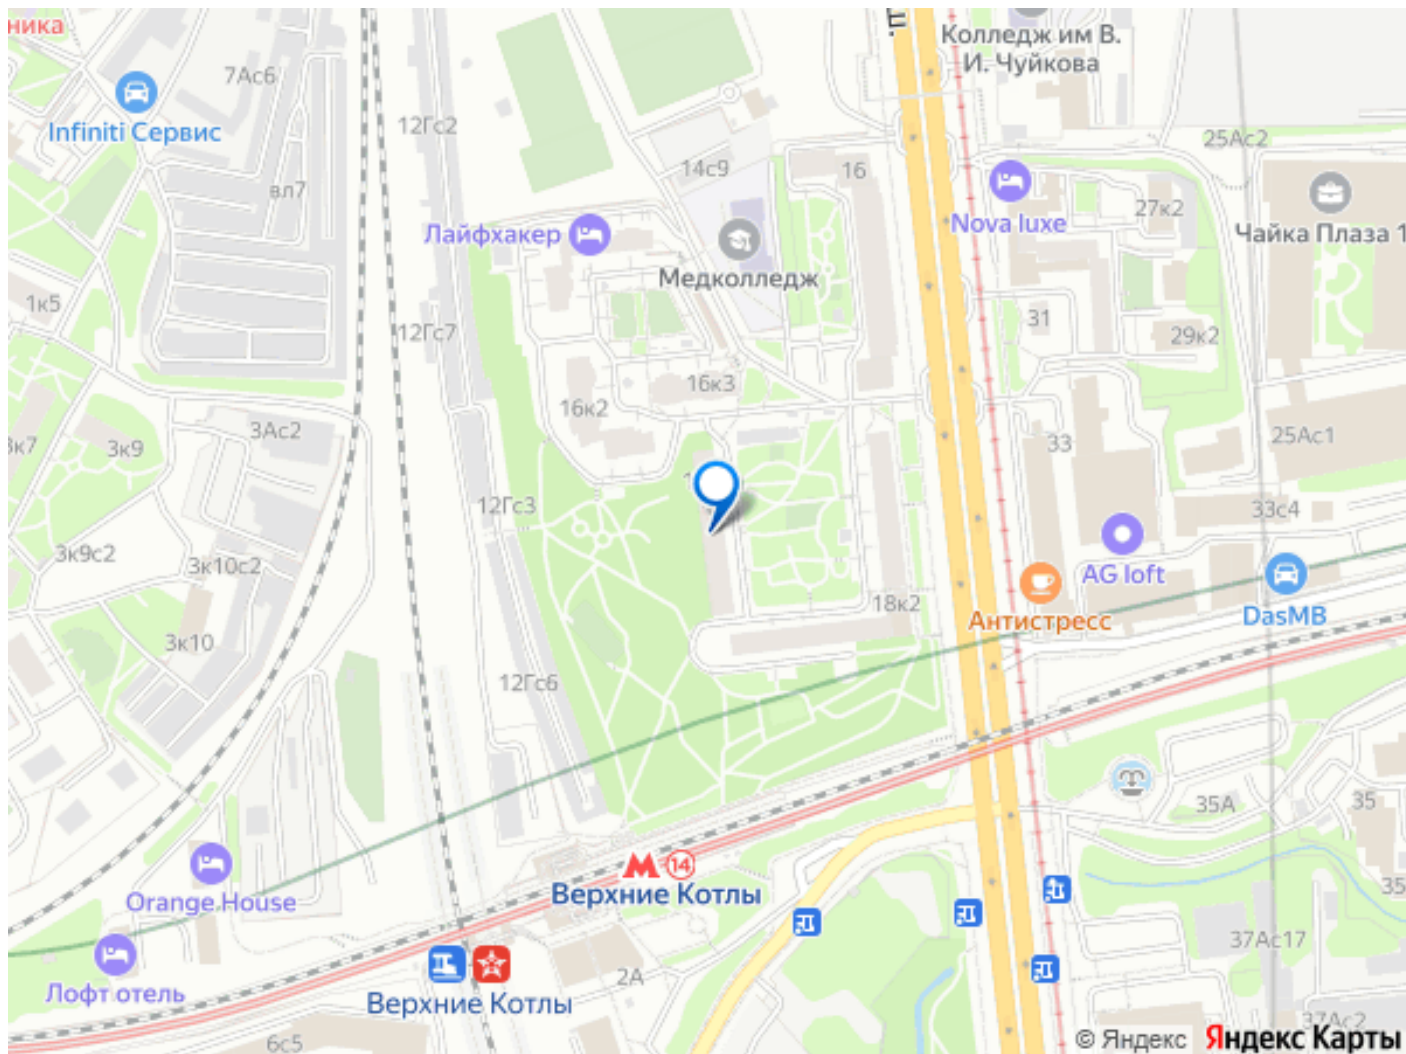 ника
ш.
Колледж им В.
И. Чуйкова
7Ас6
Infiniti Сервис
12Гс2
25Ас2
14с9
16
вл7
Nova luxe
27к2
Чайка Плаза 1
Лайфхакер
Медколледж
1к5
12Гс7
31
29к2
16к3
16к2
3Ас2
3к9
33
25Ас1
12Гс3
33с4
3к9с2
3к10с2
AG loft
18к2
Антистресс
DasMB
3к10
12Гс6
35А
35
М 14
Верхние Котлы
35
Orange House
37Ас17
2А
Лофт отель
Верхние Котлы
37Ас2
6с5
© Яндекс Яндекс Карты